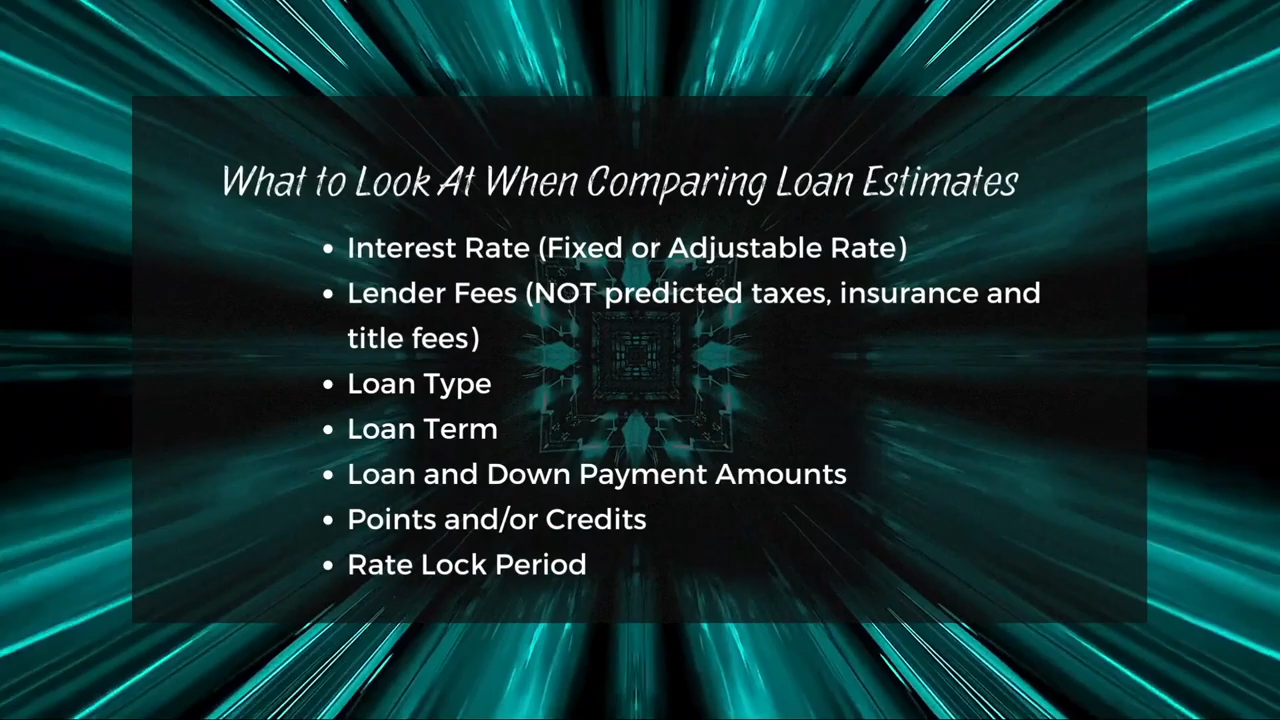 What to Look At When Comparing Loan Estimates
• Interest Rate (Fixed or Adjustable Rate)
• Lender Fees (NOT predicted taxes, insurance and
title fees)
• Loan Type
• Loan Term
• Loan and Down Payment Amounts
• Points and/or Credits
• Rate Lock Period